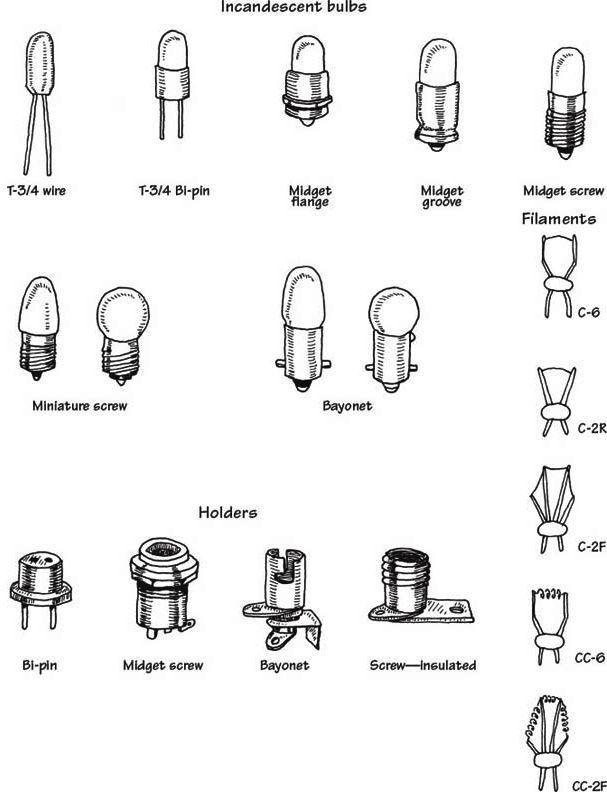 Incandescent bulbs
T-3/4 wire
T-3/4 Bi-pin
Midget
flange
Midget
groove
Midget screw
Filaments
C-6
Miniature screw
Bayonet
C-2R
C-2F
Holders
Bi-pin
Midget screw
Bayonet
Screw—insulated
CC-6
CC-2F